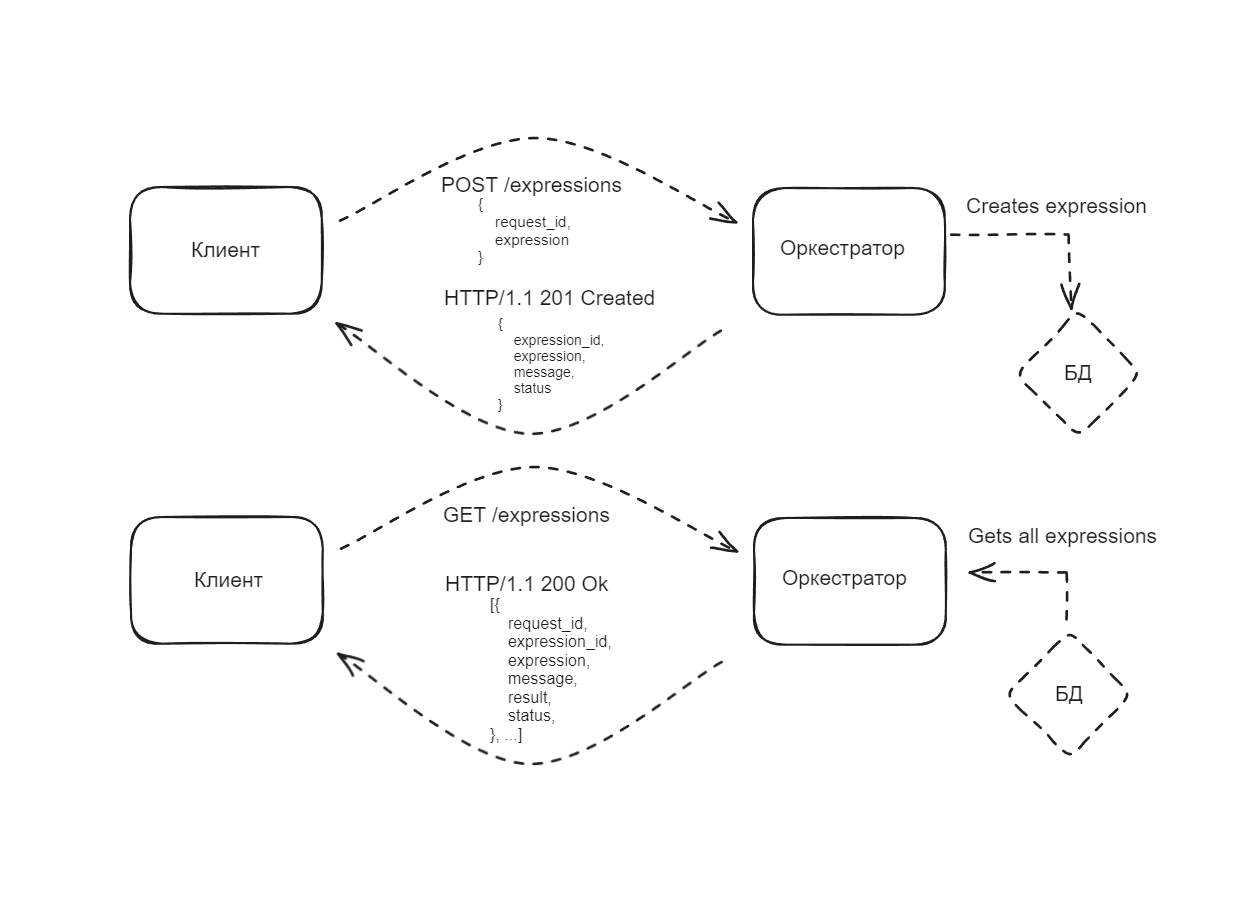 Клиент
POST /expressions
{
request_id,
expression
}
HTTP/1.1 201 Created
{
expression_id,
expression,
message,
status
}
Оркестратор
Creates expression
БД
Клиент
GET /expressions
HTTP/1.1 200 Ok
[{
request_id,
expression_id,
expression,
message,
result,
status,
}, ...]
Оркестратор
Gets all expressions
БД